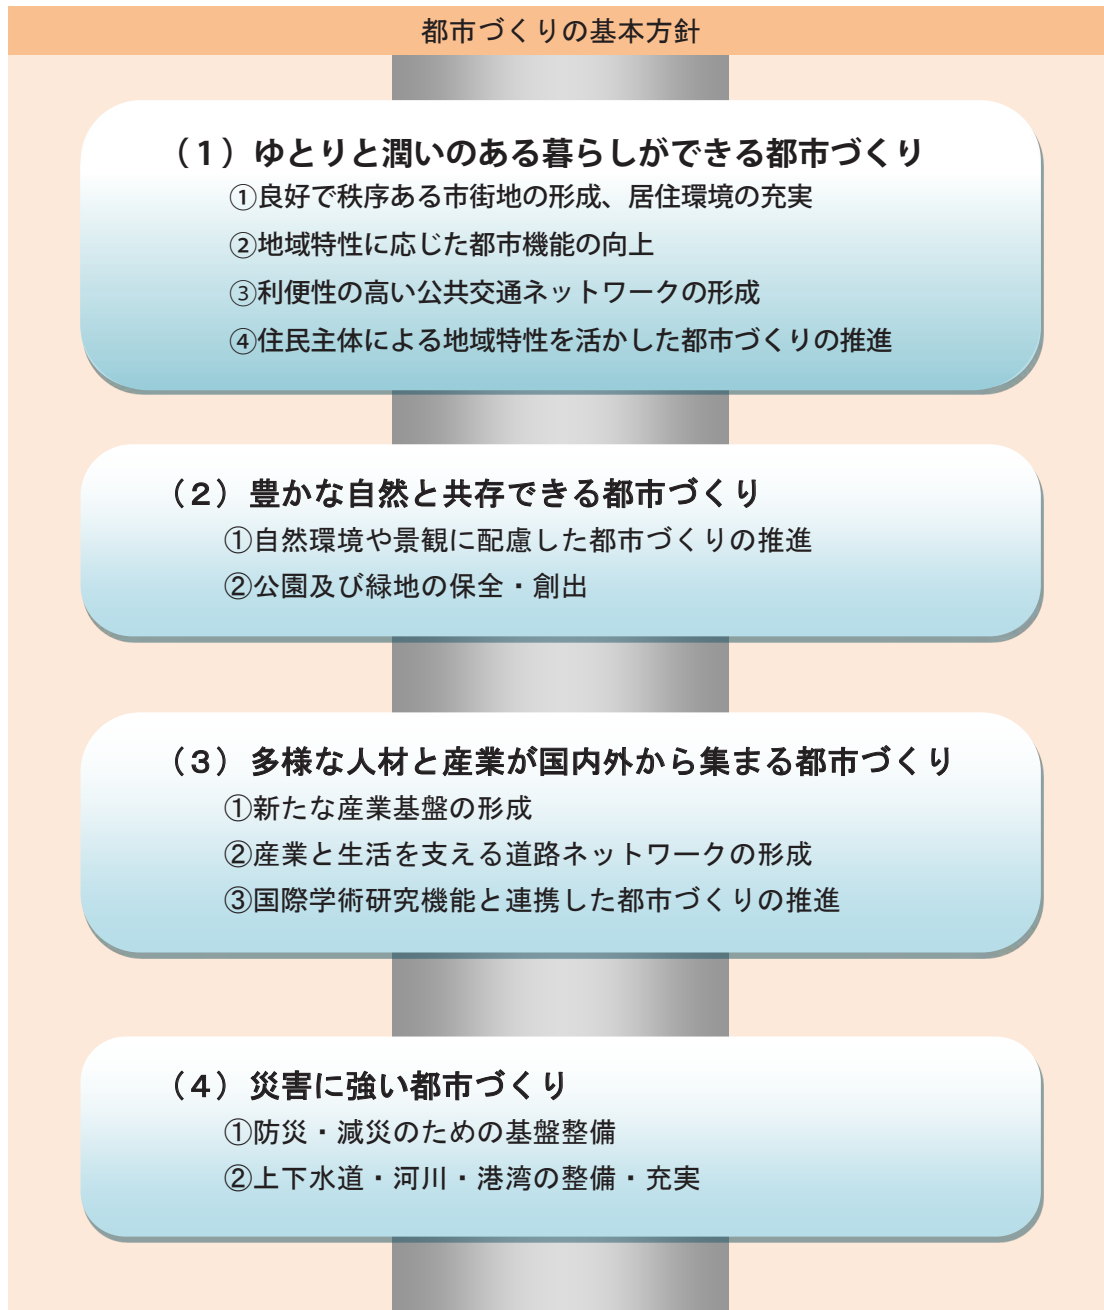 都市づくりの基本方針
（1）ゆとりと潤いのある暮らしができる都市づくり
①良好で秩序ある市街地の形成、居住環境の充実
②地域特性に応じた都市機能の向上
③利便性の高い公共交通ネットワークの形成
④住民主体による地域特性を活かした都市づくりの推進
（2）豊かな自然と共存できる都市づくり
①自然環境や景観に配慮した都市づくりの推進
②公園及び緑地の保全・創出
（3）多様な人材と産業が国内外から集まる都市づくり
①新たな産業基盤の形成
②産業と生活を支える道路ネットワークの形成
③国際学術研究機能と連携した都市づくりの推進
（4）災害に強い都市づくり
①防災・減災のための基盤整備
②上下水道・河川・港湾の整備・充実